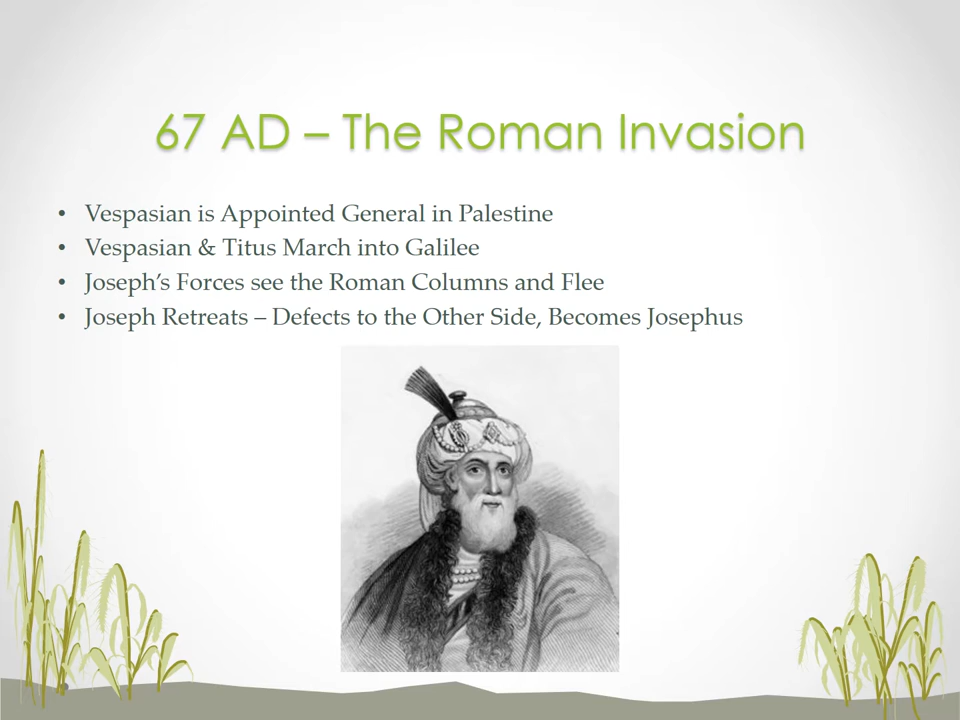 67 AD – The Roman Invasion
• Vespasian is Appointed General in Palestine
• Vespasian & Titus March into Galilee
• Joseph’s Forces see the Roman Columns and Flee
• Joseph Retreats – Defects to the Other Side, Becomes Josephus